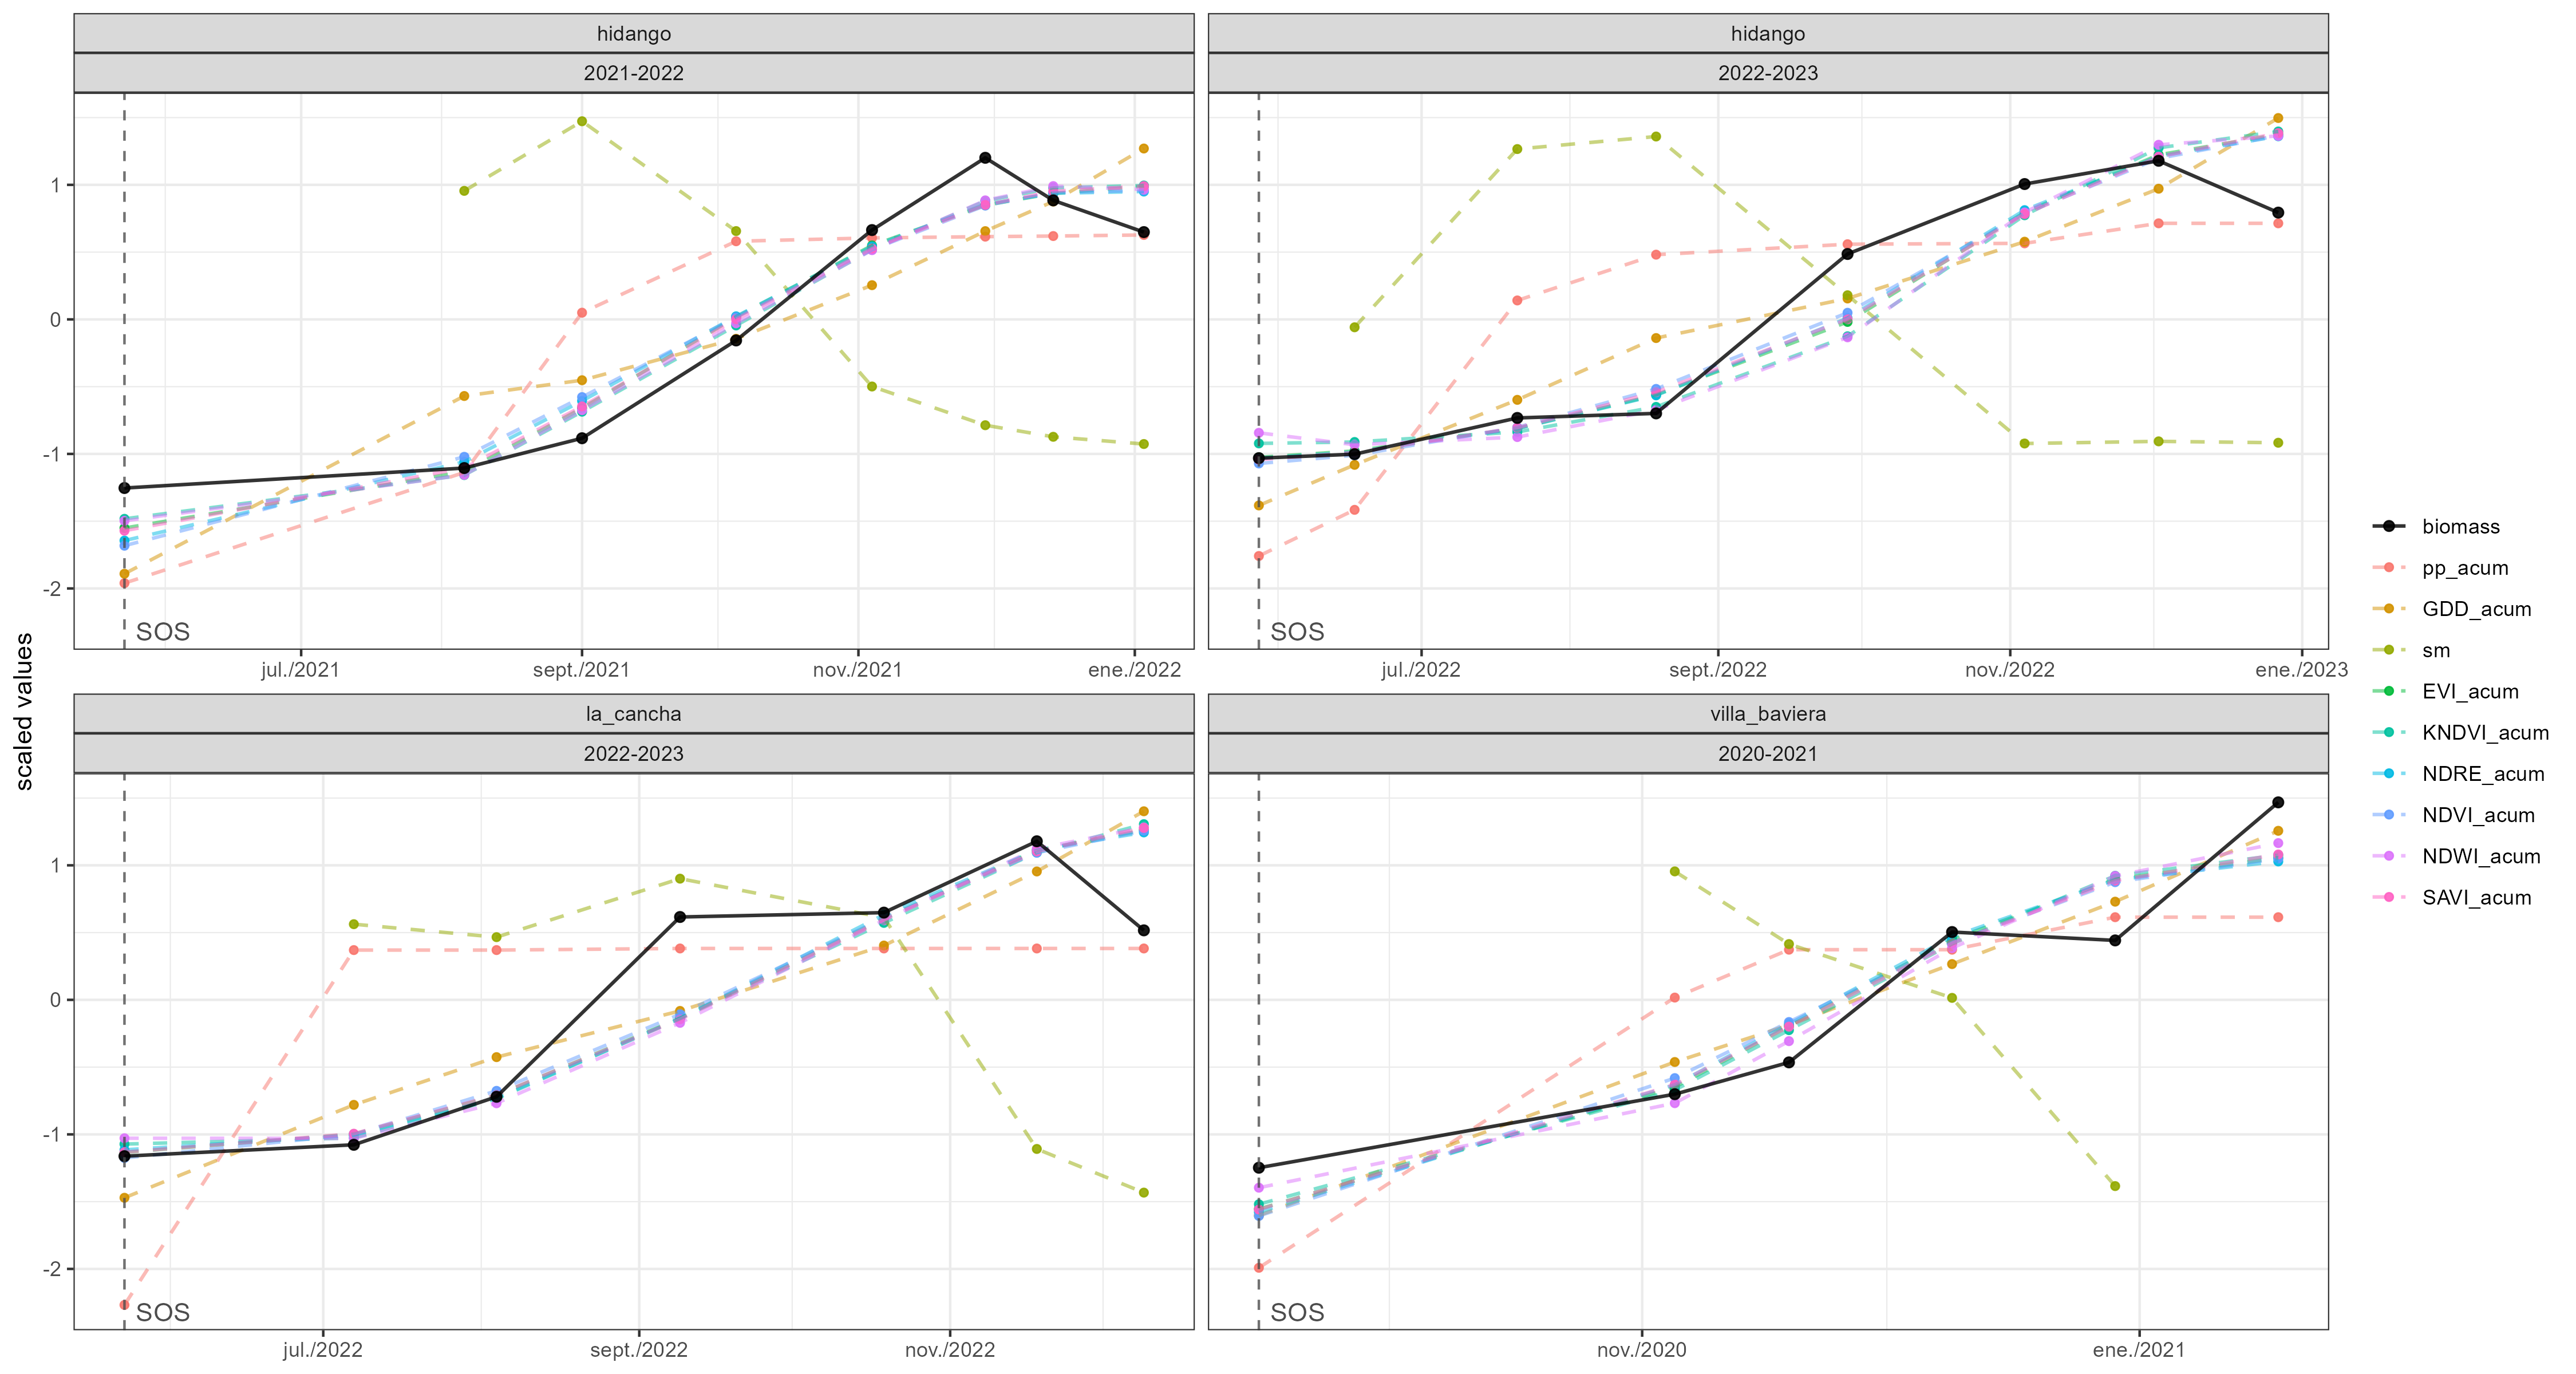 hidango
2021-2022
hidango
2022-2023
1
0
-1
-2
SOS
SOS
jul./2021
sept./2021
nov./2021
ene./2022
jul./2022
sept./2022
nov./2022
ene./2023
scaled values
la_cancha
2022-2023
villa_baviera
2020-2021
1
0
-1
-2
SOS
SOS
jul./2022
sept./2022
nov./2022
nov./2020
ene./2021
biomass
pp_acum
GDD_acum
sm
EVI_acum
KNDVI_acum
NDRE_acum
NDVI_acum
NDWI_acum
SAVI_acum